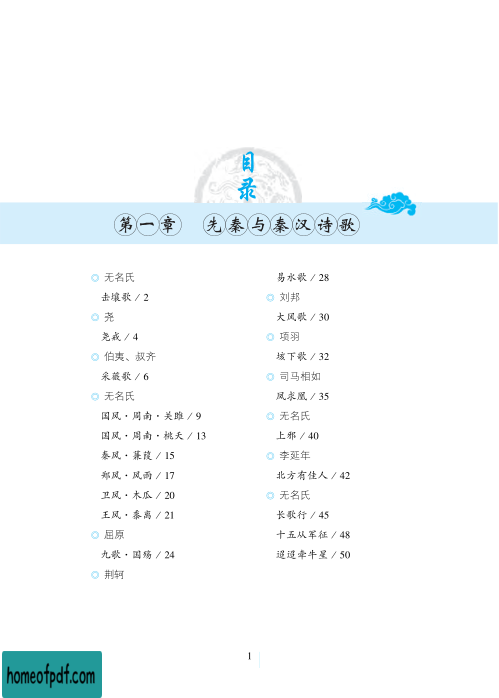 目
录
第一章 先秦与秦汉诗歌
无名氏
击壤歌 / 2
尧
尧戒 / 4
伯夷、叔齐
采薇歌 / 6
无名氏
国风·周南·关雎 / 9
国风·周南·桃夭 / 13
秦风·蒹葭 / 15
郑风·风雨 / 17
卫风·木瓜 / 20
王风·黍离 / 21
屈原
九歌·国殇 / 24
荆轲
易水歌 / 28
刘邦
大风歌 / 30
项羽
垓下歌 / 32
司马相如
凤求凰 / 35
无名氏
上邪 / 40
李延年
北方有佳人 / 42
无名氏
长歌行 / 45
十五从军征 / 48
迢迢牵牛星 / 50
1
homeofpdf.com